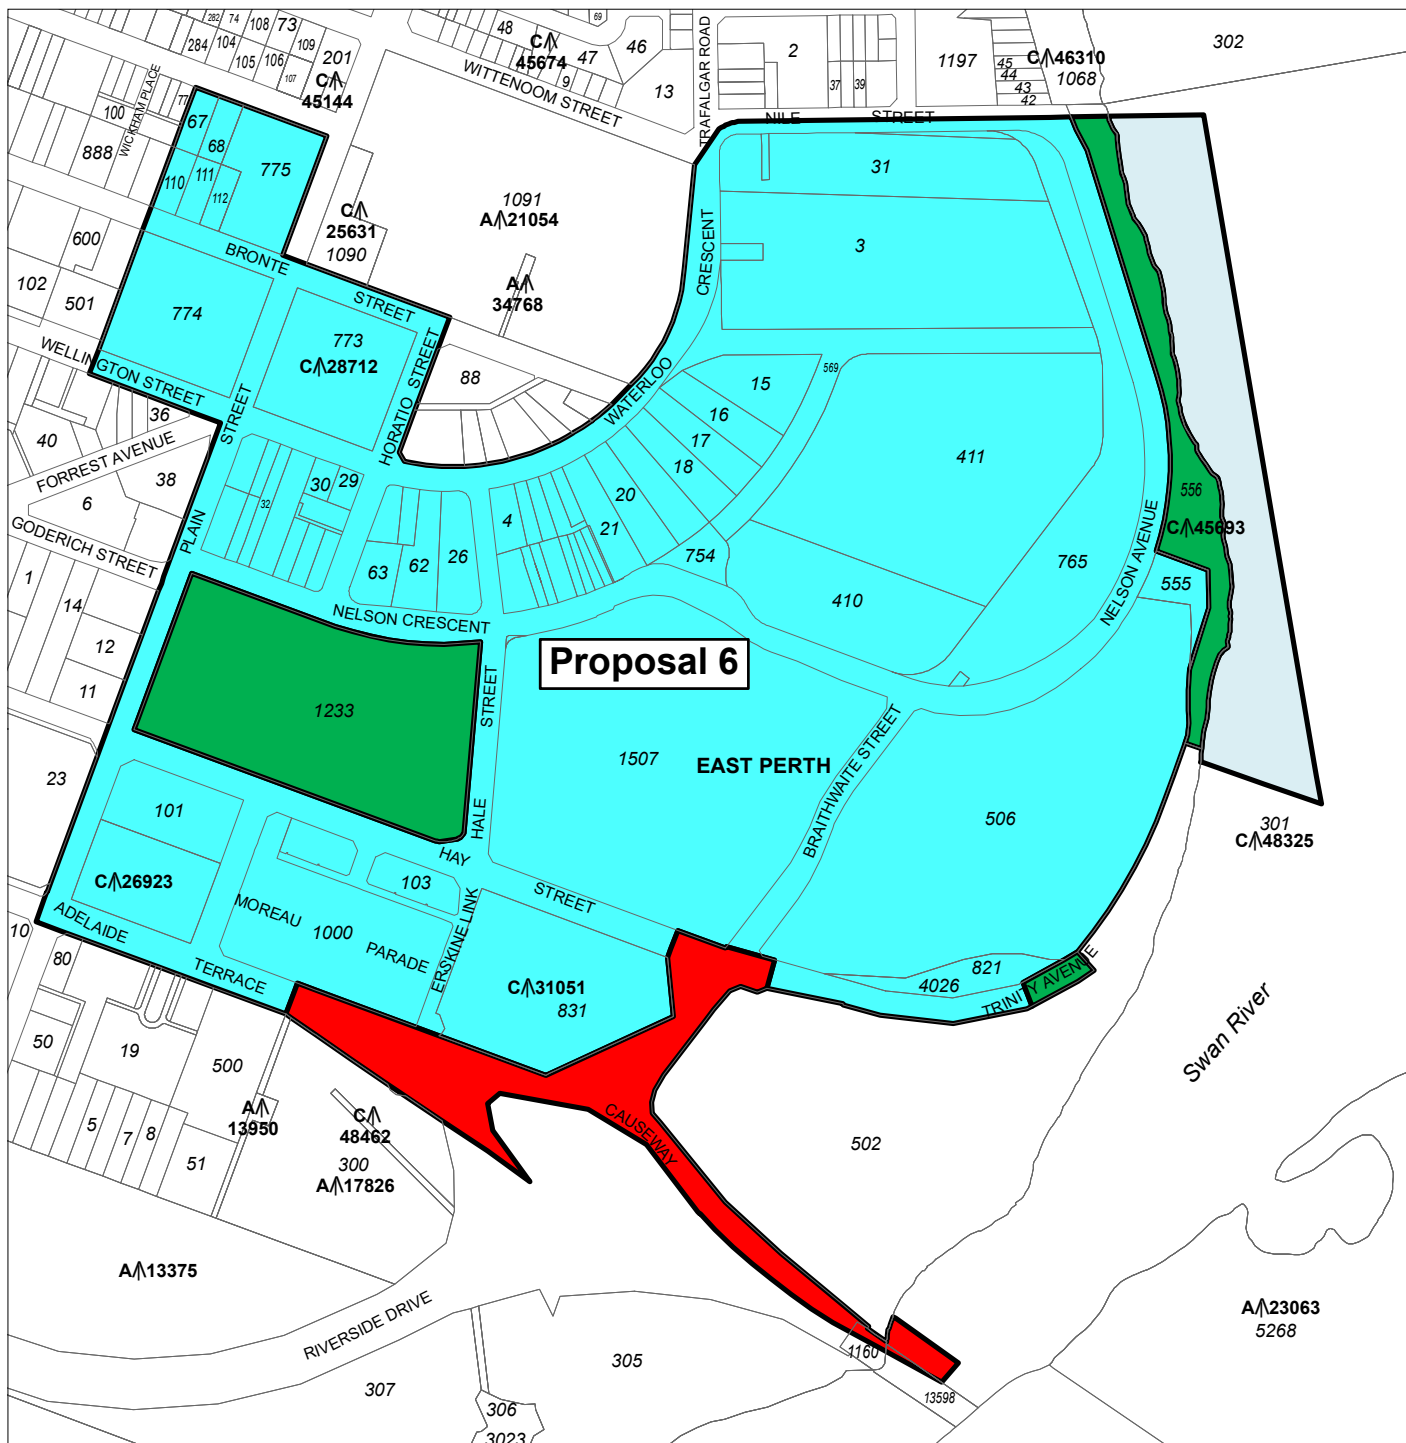 282
74
108
73
284
104
109
105
106
107
201
C/|\
45144
WICKHAM PLACE
100
77
888
67
68
775
110
111
112
48
C/|\
45674
47
9
69
46
13
WITTENOOM STREET
TRAFALGAR ROAD
2
37
39
1197
45
44
43
42
C/|\46310
1068
302
NILE STREET
1091
A/|\21054
C/|\
25631
1090
A/|\
34768
31
3
CRESCENT
WATERLOO
600
102
501
BRONTE STREET
774
773
C/|\28712
HORATIO STREET
WELLINGTON STREET
PLAIN STREET
88
36
40
FORREST AVENUE
38
6
GODERICH STREET
15
16
17
18
20
21
569
411
556
C/|\45693
555
NELSON AVENUE
765
410
754
32
30
29
4
63
62
26
NELSON CRESCENT
1
14
12
11
23
1233
Proposal 6
HALE STREET
1507
EAST PERTH
BRAITHWAITE STREET
506
301
C/|\48325
101
C/|\26923
HAY STREET
103
MOREAU PARADE
1000
ERSKINE LINK
ADELAIDE TERRACE
C/|\31051
831
821
4026
TRINITY AVENUE
Swan River
10
80
50
19
500
5
7
8
51
A/|\
13950
C/|\
48462
300
A/|\17826
CAUSEWAY
502
A/|\13375
RIVERSIDE DRIVE
A/|\23063
5268
305
307
306
3023
1160
13598